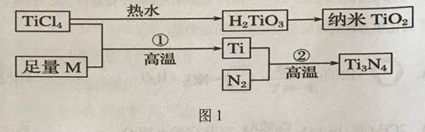 TiCl₄ 热水 H₂TiO₃ 纳米 TiO₂
① 高温 Ti
足量 M N₂ ② 高温 Ti₃N₄
图1